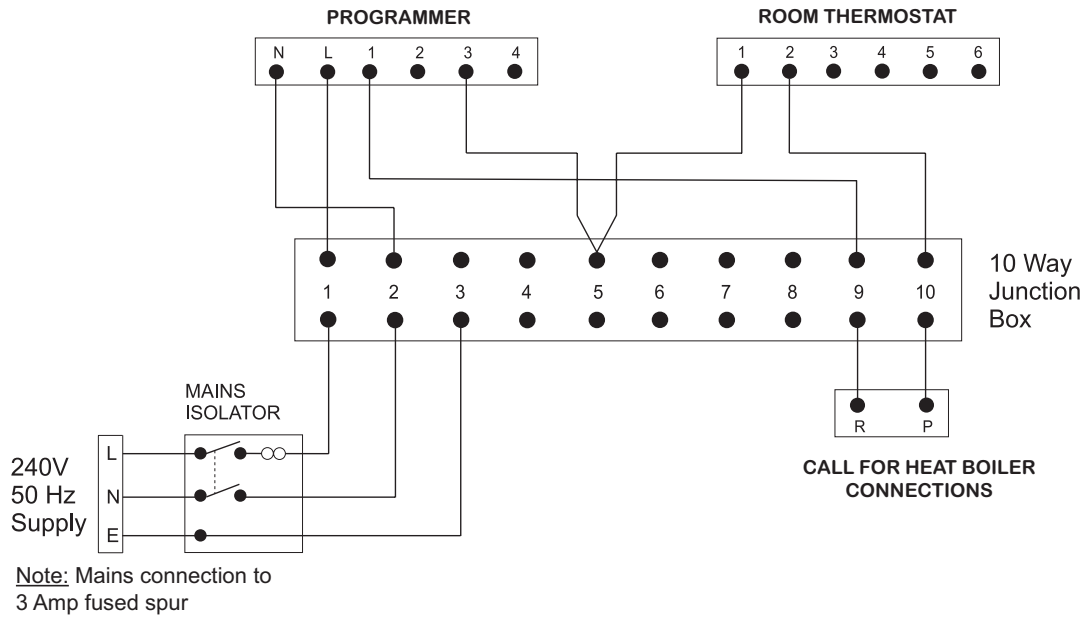 PROGRAMMER
ROOM THERMOSTAT
N L 1 2 3 4
1 2 3 4 5 6
1 2 3 4 5 6 7 8 9 10
10 Way
Junction
Box
MAINS
ISOLATOR
240V
50 Hz
Supply
L
N
E
R P
CALL FOR HEAT BOILER
CONNECTIONS
Note: Mains connection to
3 Amp fused spur